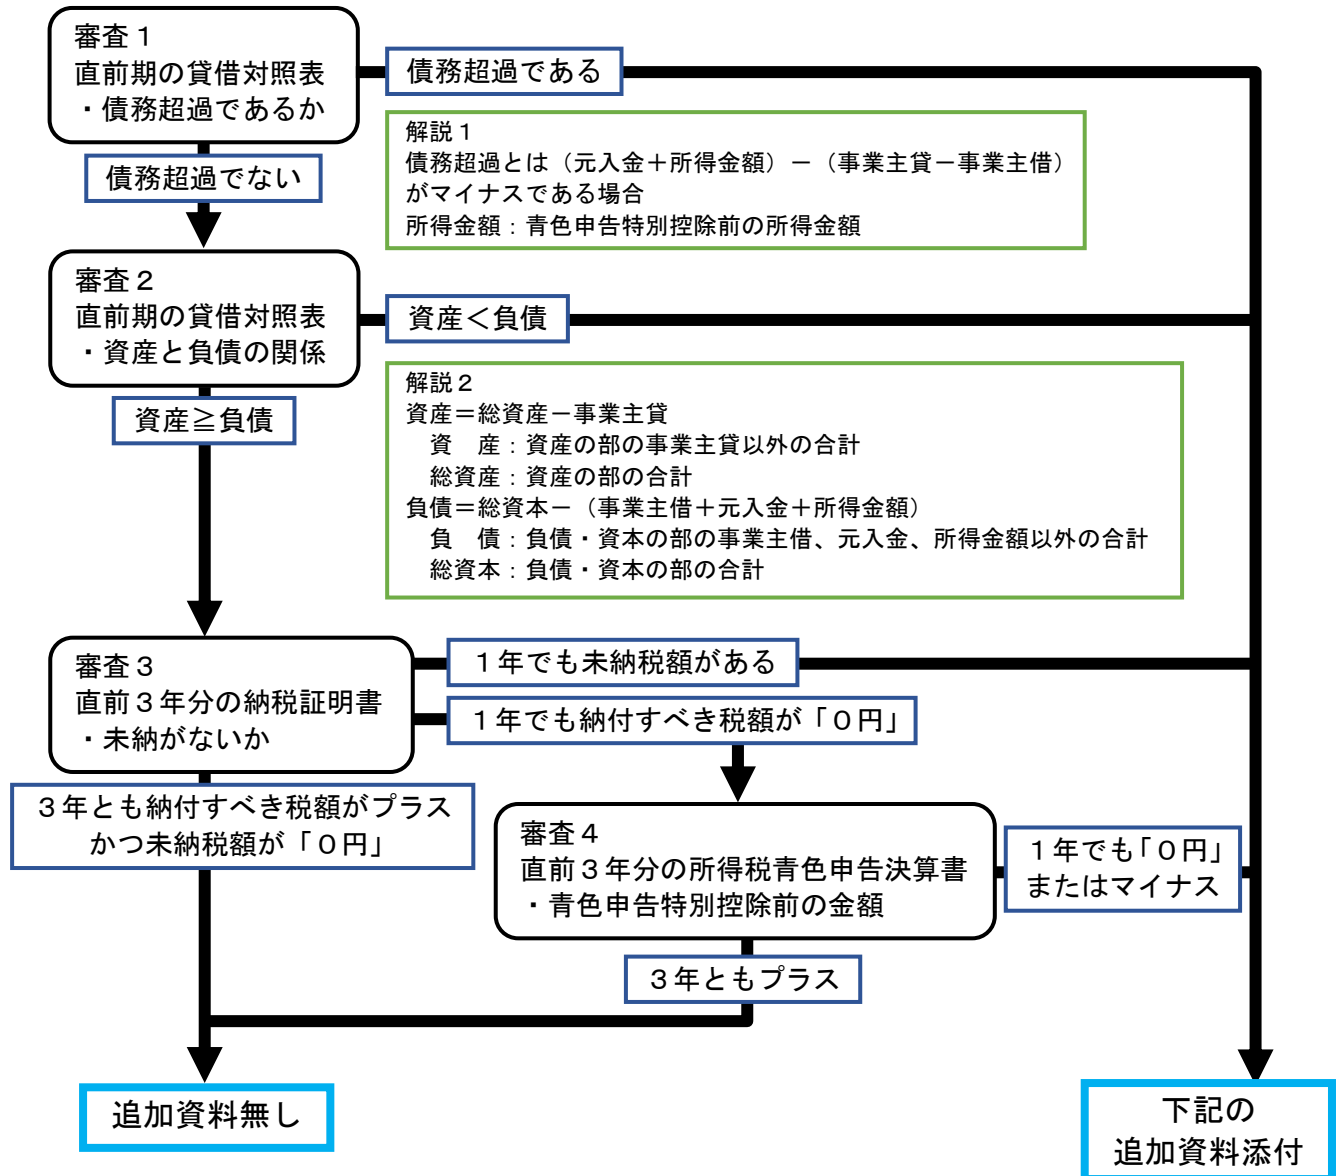 審査１
直前期の貸借対照表
・債務超過であるか
債務超過である
解説１
債務超過とは（元入金＋所得金額）－（事業主貸－事業主借）
がマイナスである場合
所得金額：青色申告特別控除前の所得金額
債務超過でない
審査２
直前期の貸借対照表
・資産と負債の関係
資産＜負債
解説２
資産＝総資産－事業主貸
資　産：資産の部の事業主貸以外の合計
総資産：資産の部の合計
負債＝総資本－（事業主借＋元入金＋所得金額）
負　債：負債・資本の部の事業主借、元入金、所得金額以外の合計
総資本：負債・資本の部の合計
資産≧負債
審査３
直前３年分の納税証明書
・未納がないか
１年でも未納税額がある
１年でも納付すべき税額が「０円」
３年とも納付すべき税額がプラス
かつ未納税額が「０円」
審査４
直前３年分の所得税青色申告決算書
・青色申告特別控除前の金額
１年でも「０円」
またはマイナス
３年ともプラス
追加資料無し
下記の
追加資料添付